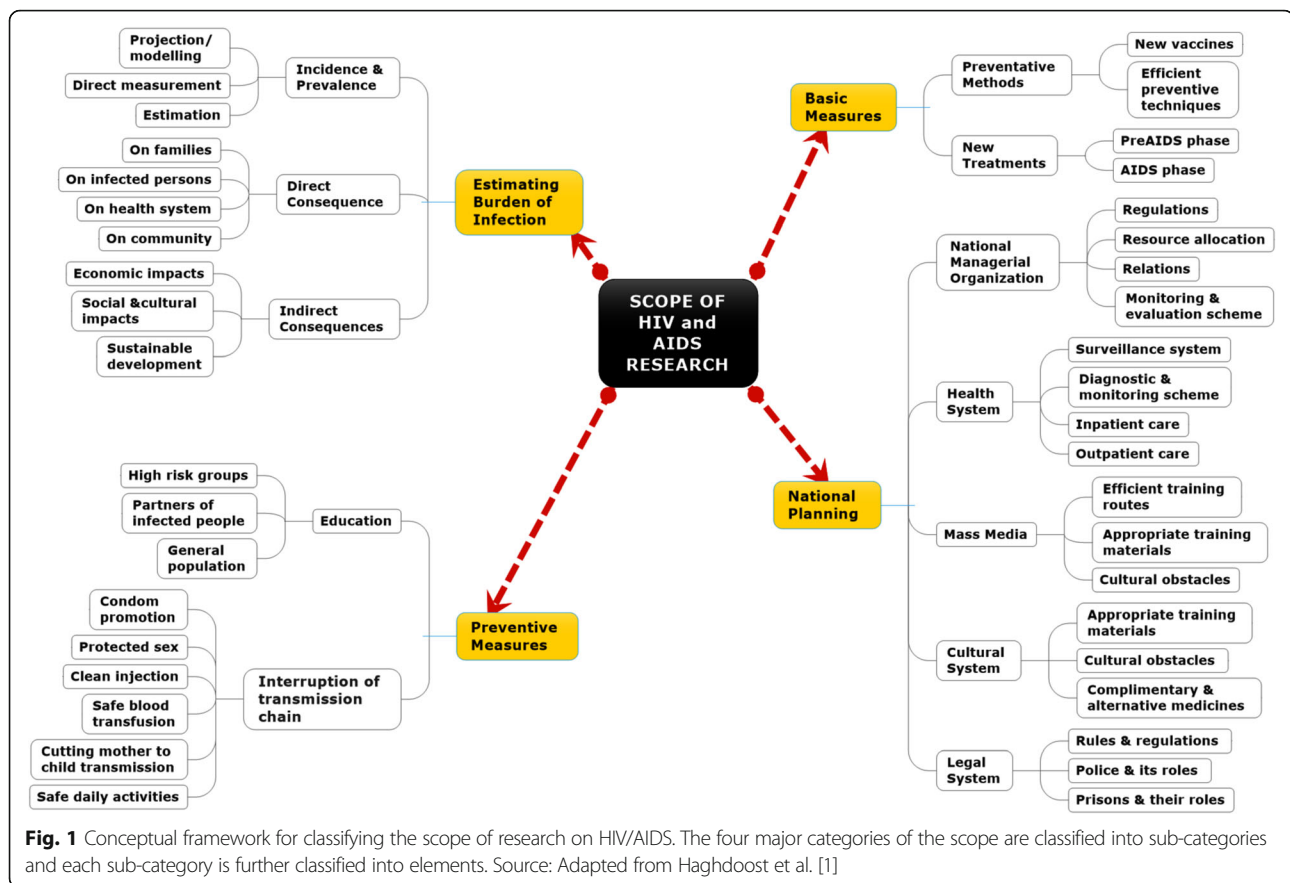 Projection/
modelling
Direct measurement
Estimation
Incidence &
Prevalence
On families
On infected persons
On health system
On community
Direct
Consequence
Economic impacts
Social &cultural
impacts
Sustainable
development
Indirect
Consequences
Estimating
Burden of
Infection
High risk groups
Partners of
infected people
General
population
Education
Condom
promotion
Protected sex
Clean injection
Safe blood
transfusion
Cutting mother to
child transmission
Safe daily activities
Interruption of
transmission
chain
Preventive
Measures
SCOPE OF
HIV and
AIDS
RESEARCH
Basic
Measures
Preventative
Methods
New vaccines
Efficient
preventive
techniques
New
Treatments
PreAIDS phase
AIDS phase
National
Planning
National
Managerial
Organization
Regulations
Resource allocation
Relations
Monitoring &
evaluation scheme
Health
System
Surveillance system
Diagnostic &
monitoring scheme
Inpatient care
Outpatient care
Mass Media
Efficient training
routes
Appropriate training
materials
Cultural obstacles
Cultural
System
Appropriate training
materials
Cultural obstacles
Complimentary &
alternative medicines
Legal
System
Rules & regulations
Police & its roles
Prisons & their roles
Fig. 1 Conceptual framework for classifying the scope of research on HIV/AIDS. The four major categories of the scope are classified into sub-categories
and each sub-category is further classified into elements. Source: Adapted from Haghdoost et al. [1]